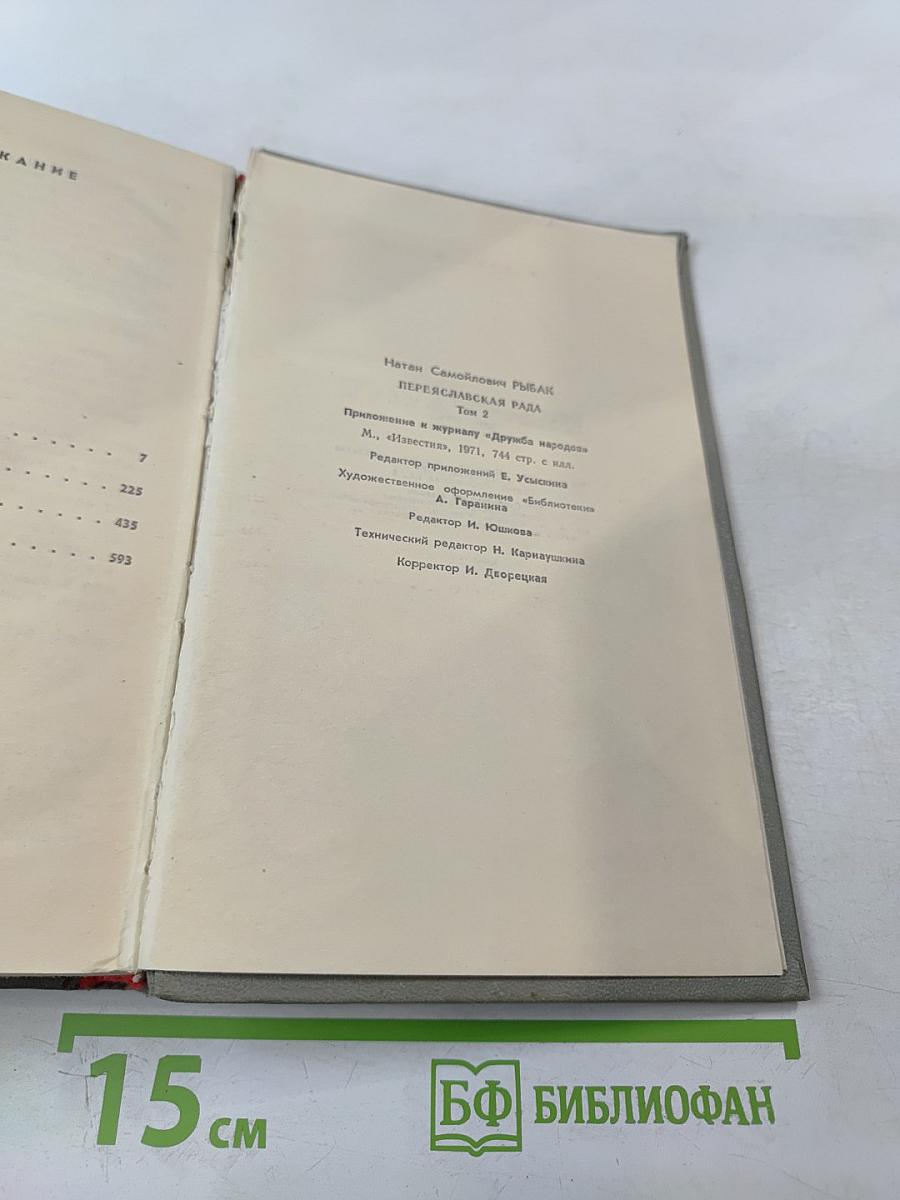 КАНИЕ
. . . . . . . 7
. . . . . . 225
. . . . . . . 435
. . . . . . 593
Натан Самойлович РЫБАК
ПЕРЕЯСЛАВСКАЯ РАДА
Том 2
Приложение к журналу «Дружба народов»
М., «Известия», 1971, 744 стр. с илл.
Редактор приложений Е. Усыскина
Художественное оформление «Библиотеки»
А. Гаранина
Редактор И. Юшкова
Технический редактор Н. Карнаушкина
Корректор И. Дворецкая
15 см
БФ БИБЛИОФАН